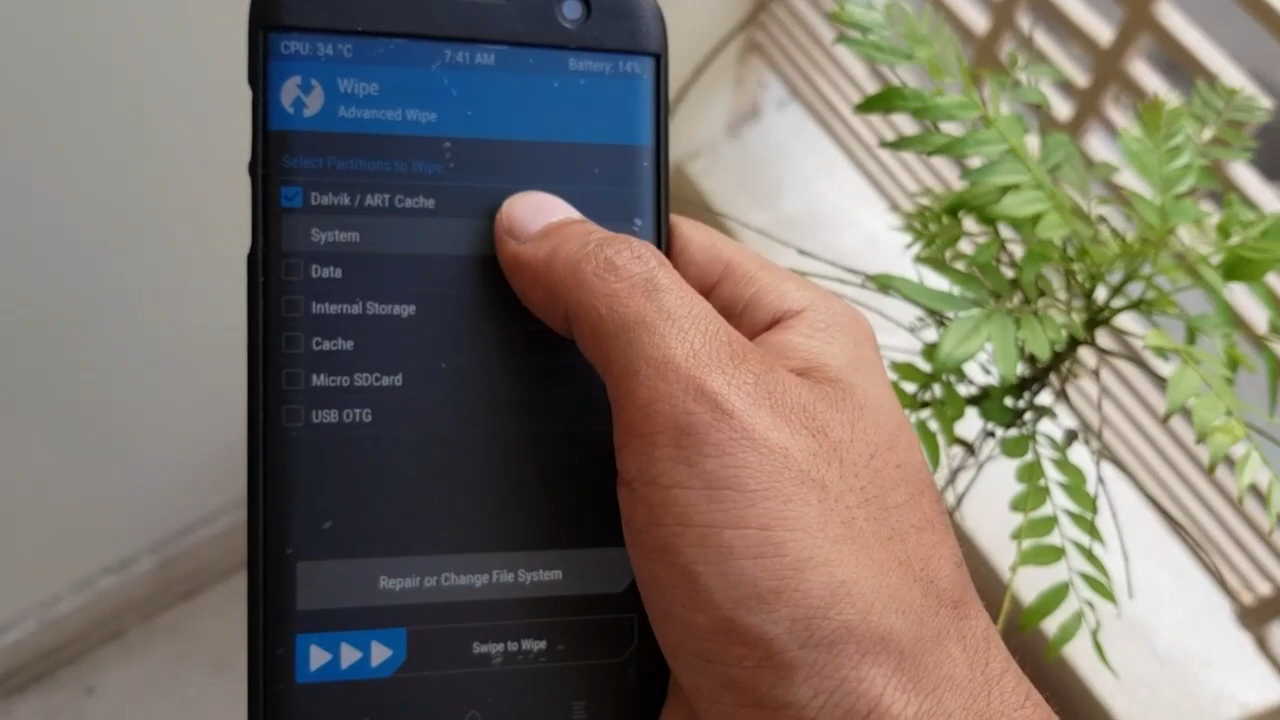 CPU: 34 °C
7:41 AM
Battery: 14%
Wipe
Advanced Wipe
Select Partitions to Wipe:
Dalvik / ART Cache
System
Data
Internal Storage
Cache
Micro SDCard
USB OTG
Repair or Change File System
Swipe to Wipe